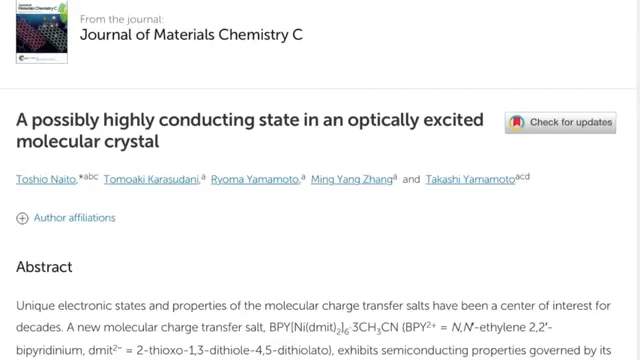 From the journal:
Journal of Materials Chemistry C
A possibly highly conducting state in an optically excited
molecular crystal
Check for updates
Toshio Naito,*abc Tomoaki Karasudani,a Ryoma Yamamoto,a Ming Yang Zhanga and Takashi Yamamotoacd
Author affiliations
Abstract
Unique electronic states and properties of the molecular charge transfer salts have been a center of interest for
decades. A new molecular charge transfer salt, BPY[Ni(dmit)2]6·3CH3CN (BPY2+ = N,N′-ethylene 2,2′-
bipyridinium, dmit2− = 2-thioxo-1,3-dithiole-4,5-dithiolato), exhibits semiconducting properties governed by its